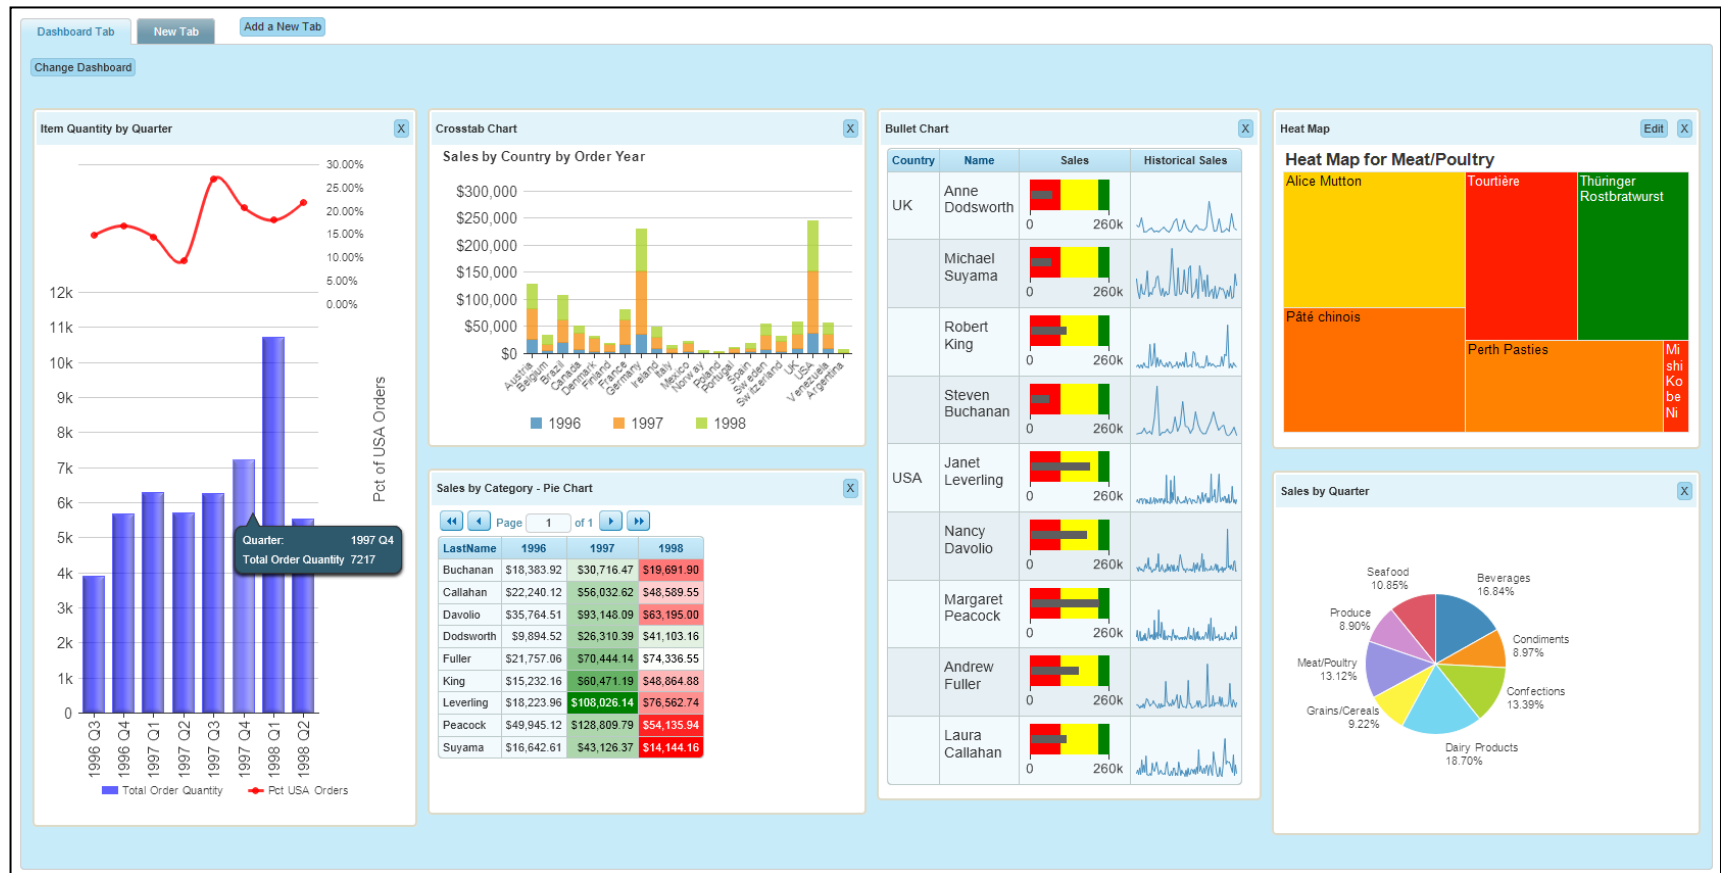 Dashboard Tab
New Tab
Add a New Tab
Change Dashboard
Item Quantity by Quarter
X
30.00%
25.00%
20.00%
15.00%
10.00%
5.00%
0.00%
12k
11k
10k
9k
8k
7k
6k
5k
4k
3k
2k
1k
0
Pct of USA Orders
Quarter: 1997 Q4
Total Order Quantity 7217
1996 Q3
1996 Q4
1997 Q1
1997 Q2
1997 Q3
1997 Q4
1998 Q1
1998 Q2
Total Order Quantity
Pct USA Orders
Crosstab Chart
X
Sales by Country by Order Year
$300,000
$250,000
$200,000
$150,000
$100,000
$50,000
$0
Austria
Belgium
Brazil
Canada
Denmark
Finland
France
Germany
Ireland
Italy
Mexico
Norway
Poland
Portugal
Spain
Sweden
Switzerland
UK
USA
Venezuela
Argentina
1996
1997
1998
Sales by Category - Pie Chart
X
Page 1 of 1
LastName 1996 1997 1998
Buchanan $18,383.92 $30,716.47 $19,691.90
Callahan $22,240.12 $56,032.62 $48,589.55
Davolio $35,764.51 $93,148.09 $63,195.00
Dodsworth $9,894.52 $26,310.39 $41,103.16
Fuller $21,757.06 $70,444.14 $74,336.55
King $15,232.16 $60,471.19 $48,864.88
Leverling $18,223.96 $108,026.14 $76,562.74
Peacock $49,945.12 $128,809.79 $54,135.94
Suyama $16,642.61 $43,126.37 $14,144.16
Bullet Chart
X
Country Name Sales Historical Sales
UK
Anne
Dodsworth
0 260k
Michael
Suyama
0 260k
Robert
King
0 260k
Steven
Buchanan
0 260k
USA
Janet
Leverling
0 260k
Nancy
Davolio
0 260k
Margaret
Peacock
0 260k
Andrew
Fuller
0 260k
Laura
Callahan
0 260k
Heat Map
Edit
X
Heat Map for Meat/Poultry
Alice Mutton
Tourtière
Thüringer
Rostbratwurst
Pâté chinois
Perth Pasties
Mi
shi
Ko
be
Ni
Sales by Quarter
X
Seafood
10.85%
Beverages
16.84%
Produce
8.90%
Condiments
8.97%
Meat/Poultry
13.12%
Confections
13.39%
Grains/Cereals
9.22%
Dairy Products
18.70%